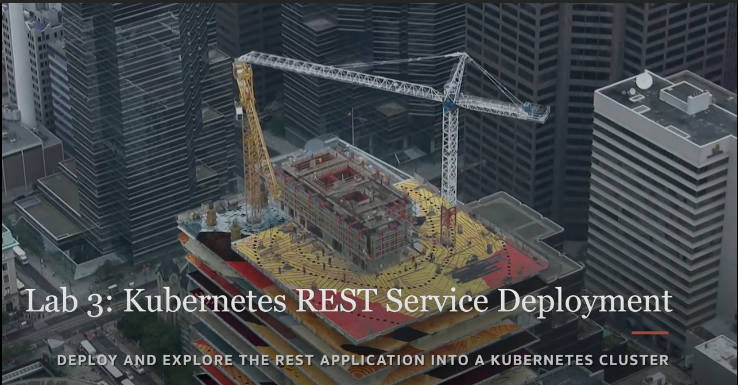 Lab 3: Kubernetes REST Service Deployment
DEPLOY AND EXPLORE THE REST APPLICATION INTO A KUBERNETES CLUSTER